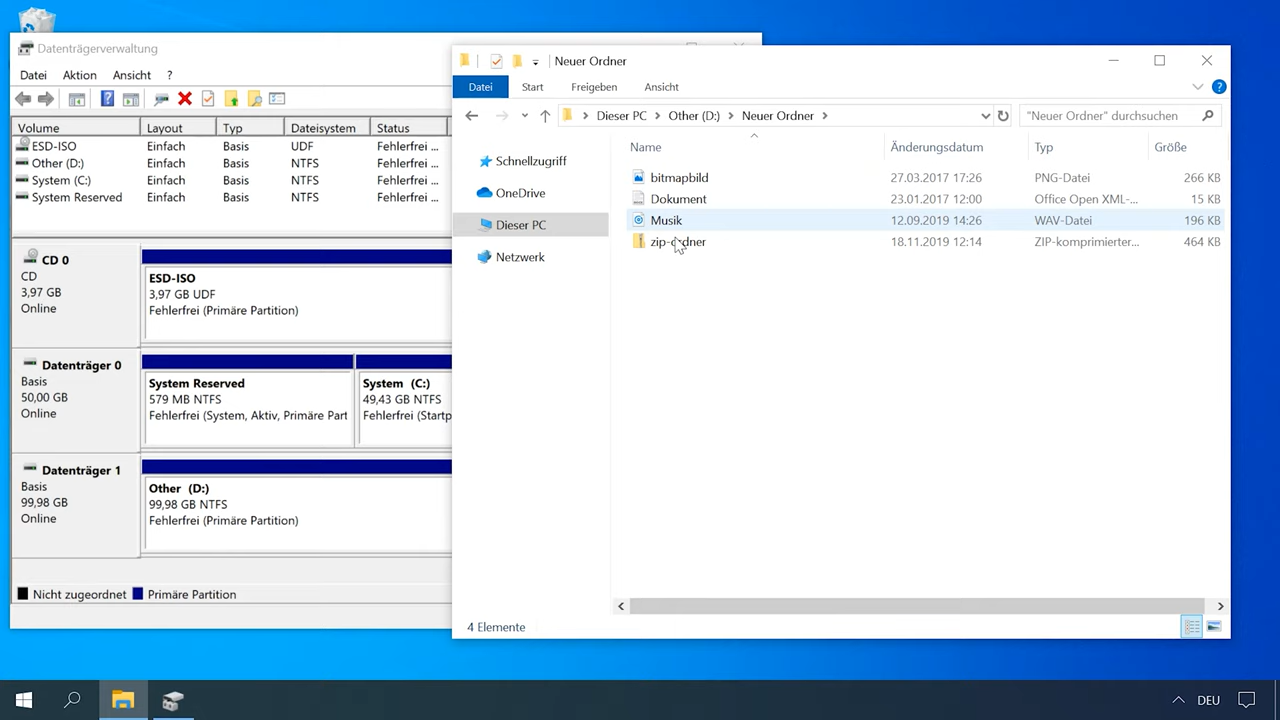 Datenträgerverwaltung
Datei Aktion Ansicht ?
Volume Layout Typ Dateisystem Status
ESD-ISO Einfach Basis UDF Fehlerfrei ...
Other (D:) Einfach Basis NTFS Fehlerfrei ...
System (C:) Einfach Basis NTFS Fehlerfrei ...
System Reserved Einfach Basis NTFS Fehlerfrei ...
CD 0
CD
3,97 GB
Online
ESD-ISO
3,97 GB UDF
Fehlerfrei (Primäre Partition)
Datenträger 0
Basis
50,00 GB
Online
System Reserved
579 MB NTFS
Fehlerfrei (System, Aktiv, Primäre Part
System (C:)
49,43 GB NTFS
Fehlerfrei (Startp
Datenträger 1
Basis
99,98 GB
Online
Other (D:)
99,98 GB NTFS
Fehlerfrei (Primäre Partition)
Nicht zugeordnet Primäre Partition
Neuer Ordner
Datei Start Freigeben Ansicht
Dieser PC Other (D:) Neuer Ordner
"Neuer Ordner" durchsuchen
Schnellzugriff
OneDrive
Dieser PC
Netzwerk
Name Änderungsdatum Typ Größe
bitmapbild 27.03.2017 17:26 PNG-Datei 266 KB
Dokument 23.01.2017 12:00 Office Open XML-... 15 KB
Musik 12.09.2019 14:26 WAV-Datei 196 KB
zip-ordner 18.11.2019 12:14 ZIP-komprimierter... 464 KB
4 Elemente
DEU